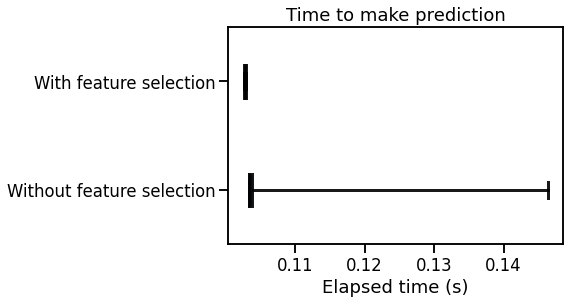 Time to make prediction
With feature selection
Without feature selection
0.11 0.12 0.13 0.14
Elapsed time (s)